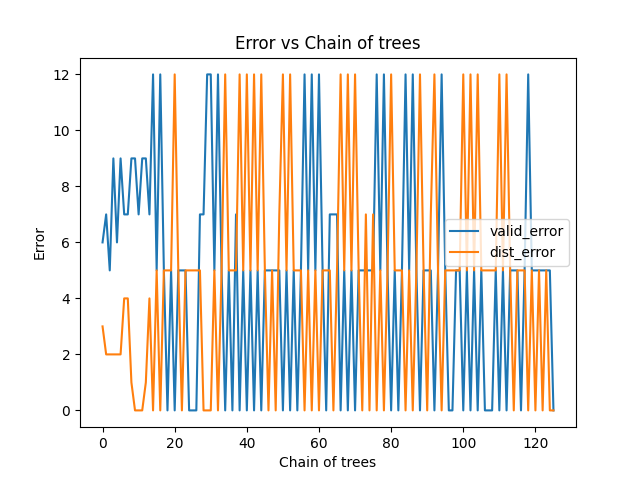 Error vs Chain of trees
12
10
8
6
4
2
0
Error
valid_error
dist_error
0 20 40 60 80 100 120
Chain of trees